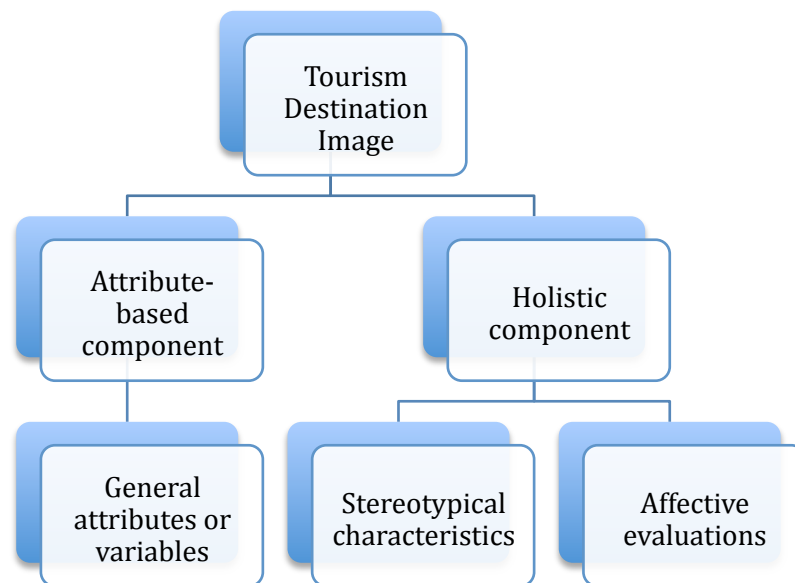 Tourism
Destination
Image
Attribute-
based
component
Holistic
component
General
attributes or
variables
Stereotypical
characteristics
Affective
evaluations